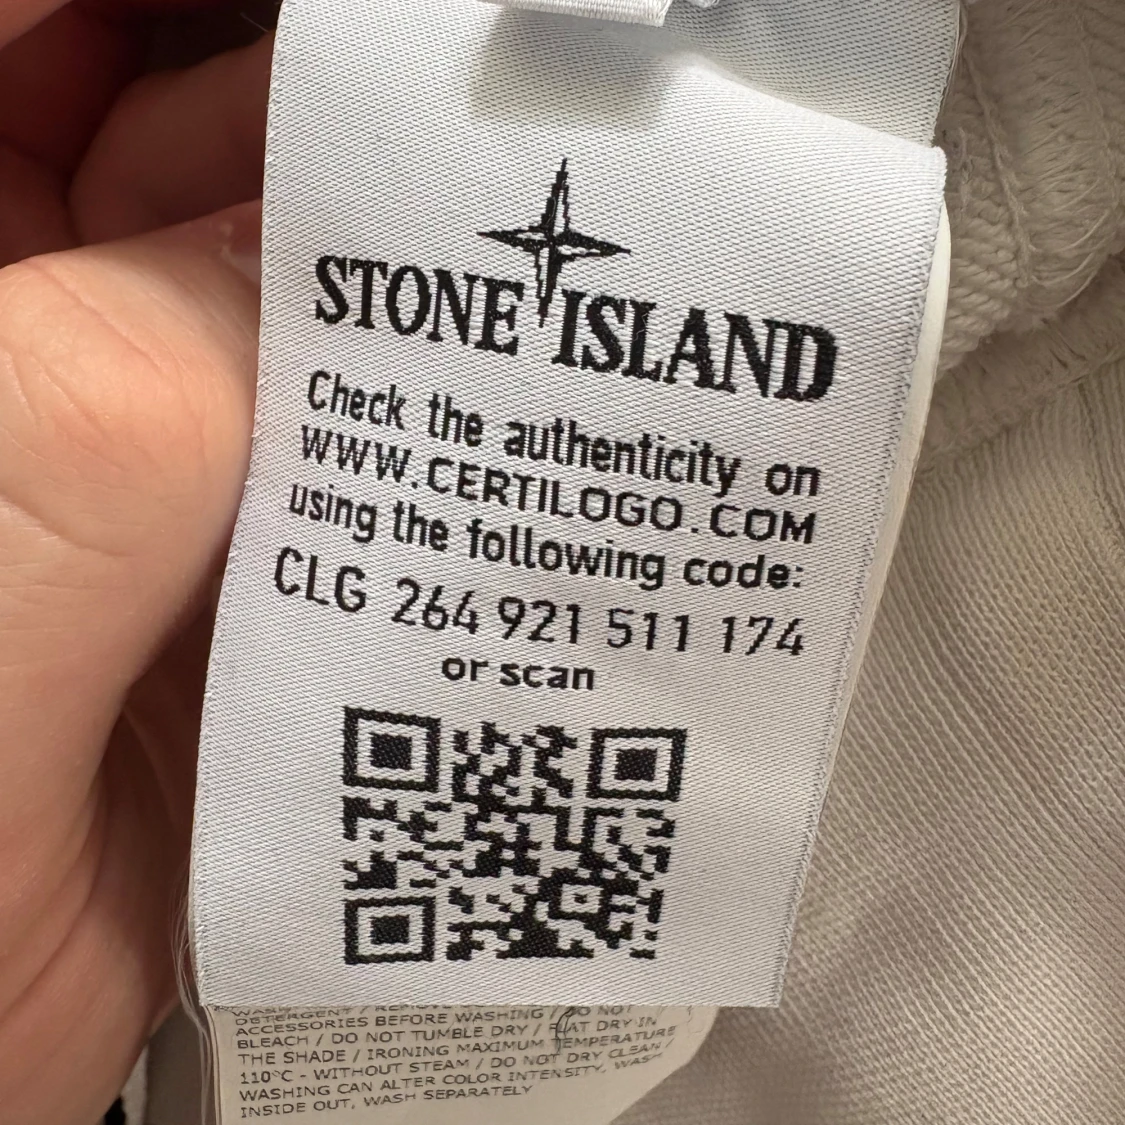 STONE ISLAND
Check the authenticity on
WWW.CERTILOGO.COM
using the following code:
CLG 264 921 511 174
or scan
DETERGENT / REMOVE
ACCESSORIES BEFORE WASHING / DO NOT
BLEACH / DO NOT TUMBLE DRY / FLAT DRY IN
THE SHADE / IRONING MAXIMUM TEMPERATURE
110°C - WITHOUT STEAM / DO NOT DRY CLEAN /
WASHING CAN ALTER COLOR INTENSITY, WASH
INSIDE OUT, WASH SEPARATELY